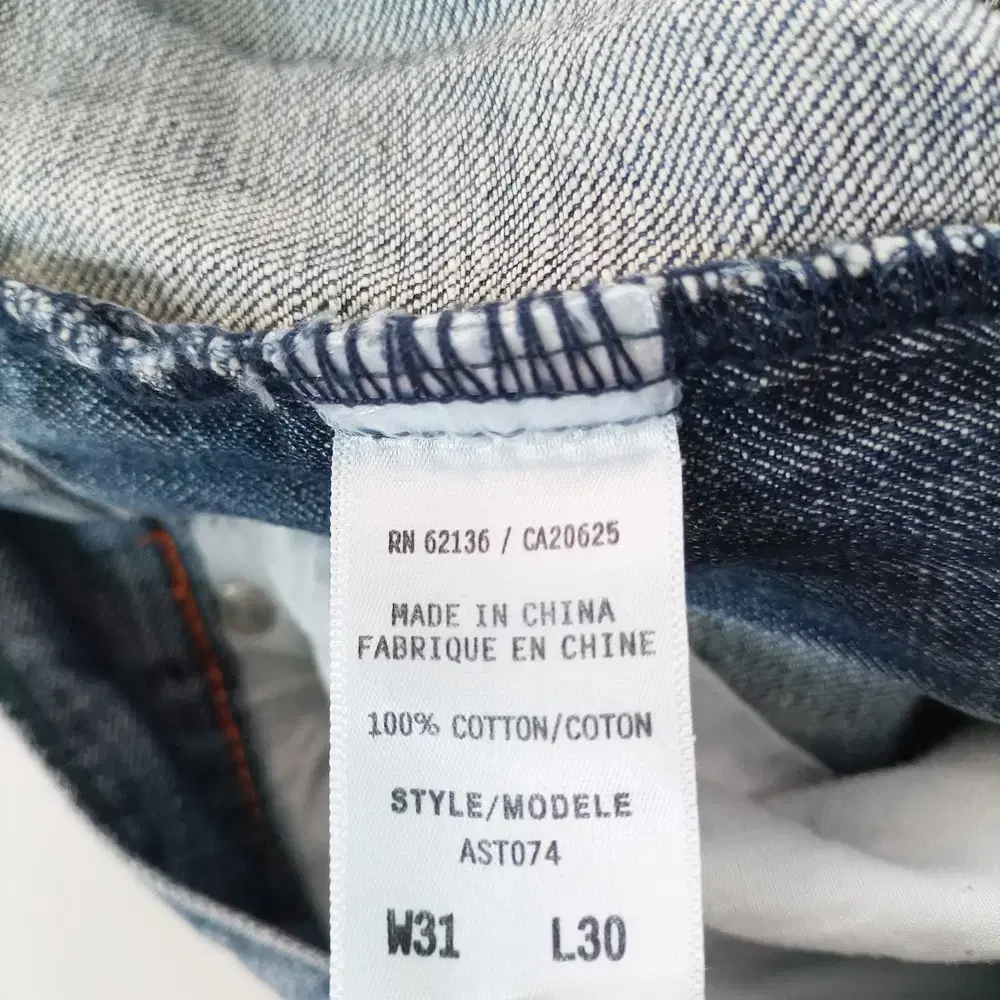 RN 62136 / CA20625
MADE IN CHINA
FABRIQUE EN CHINE
100% COTTON/COTON
STYLE/MODELE
AST074
W31 L30